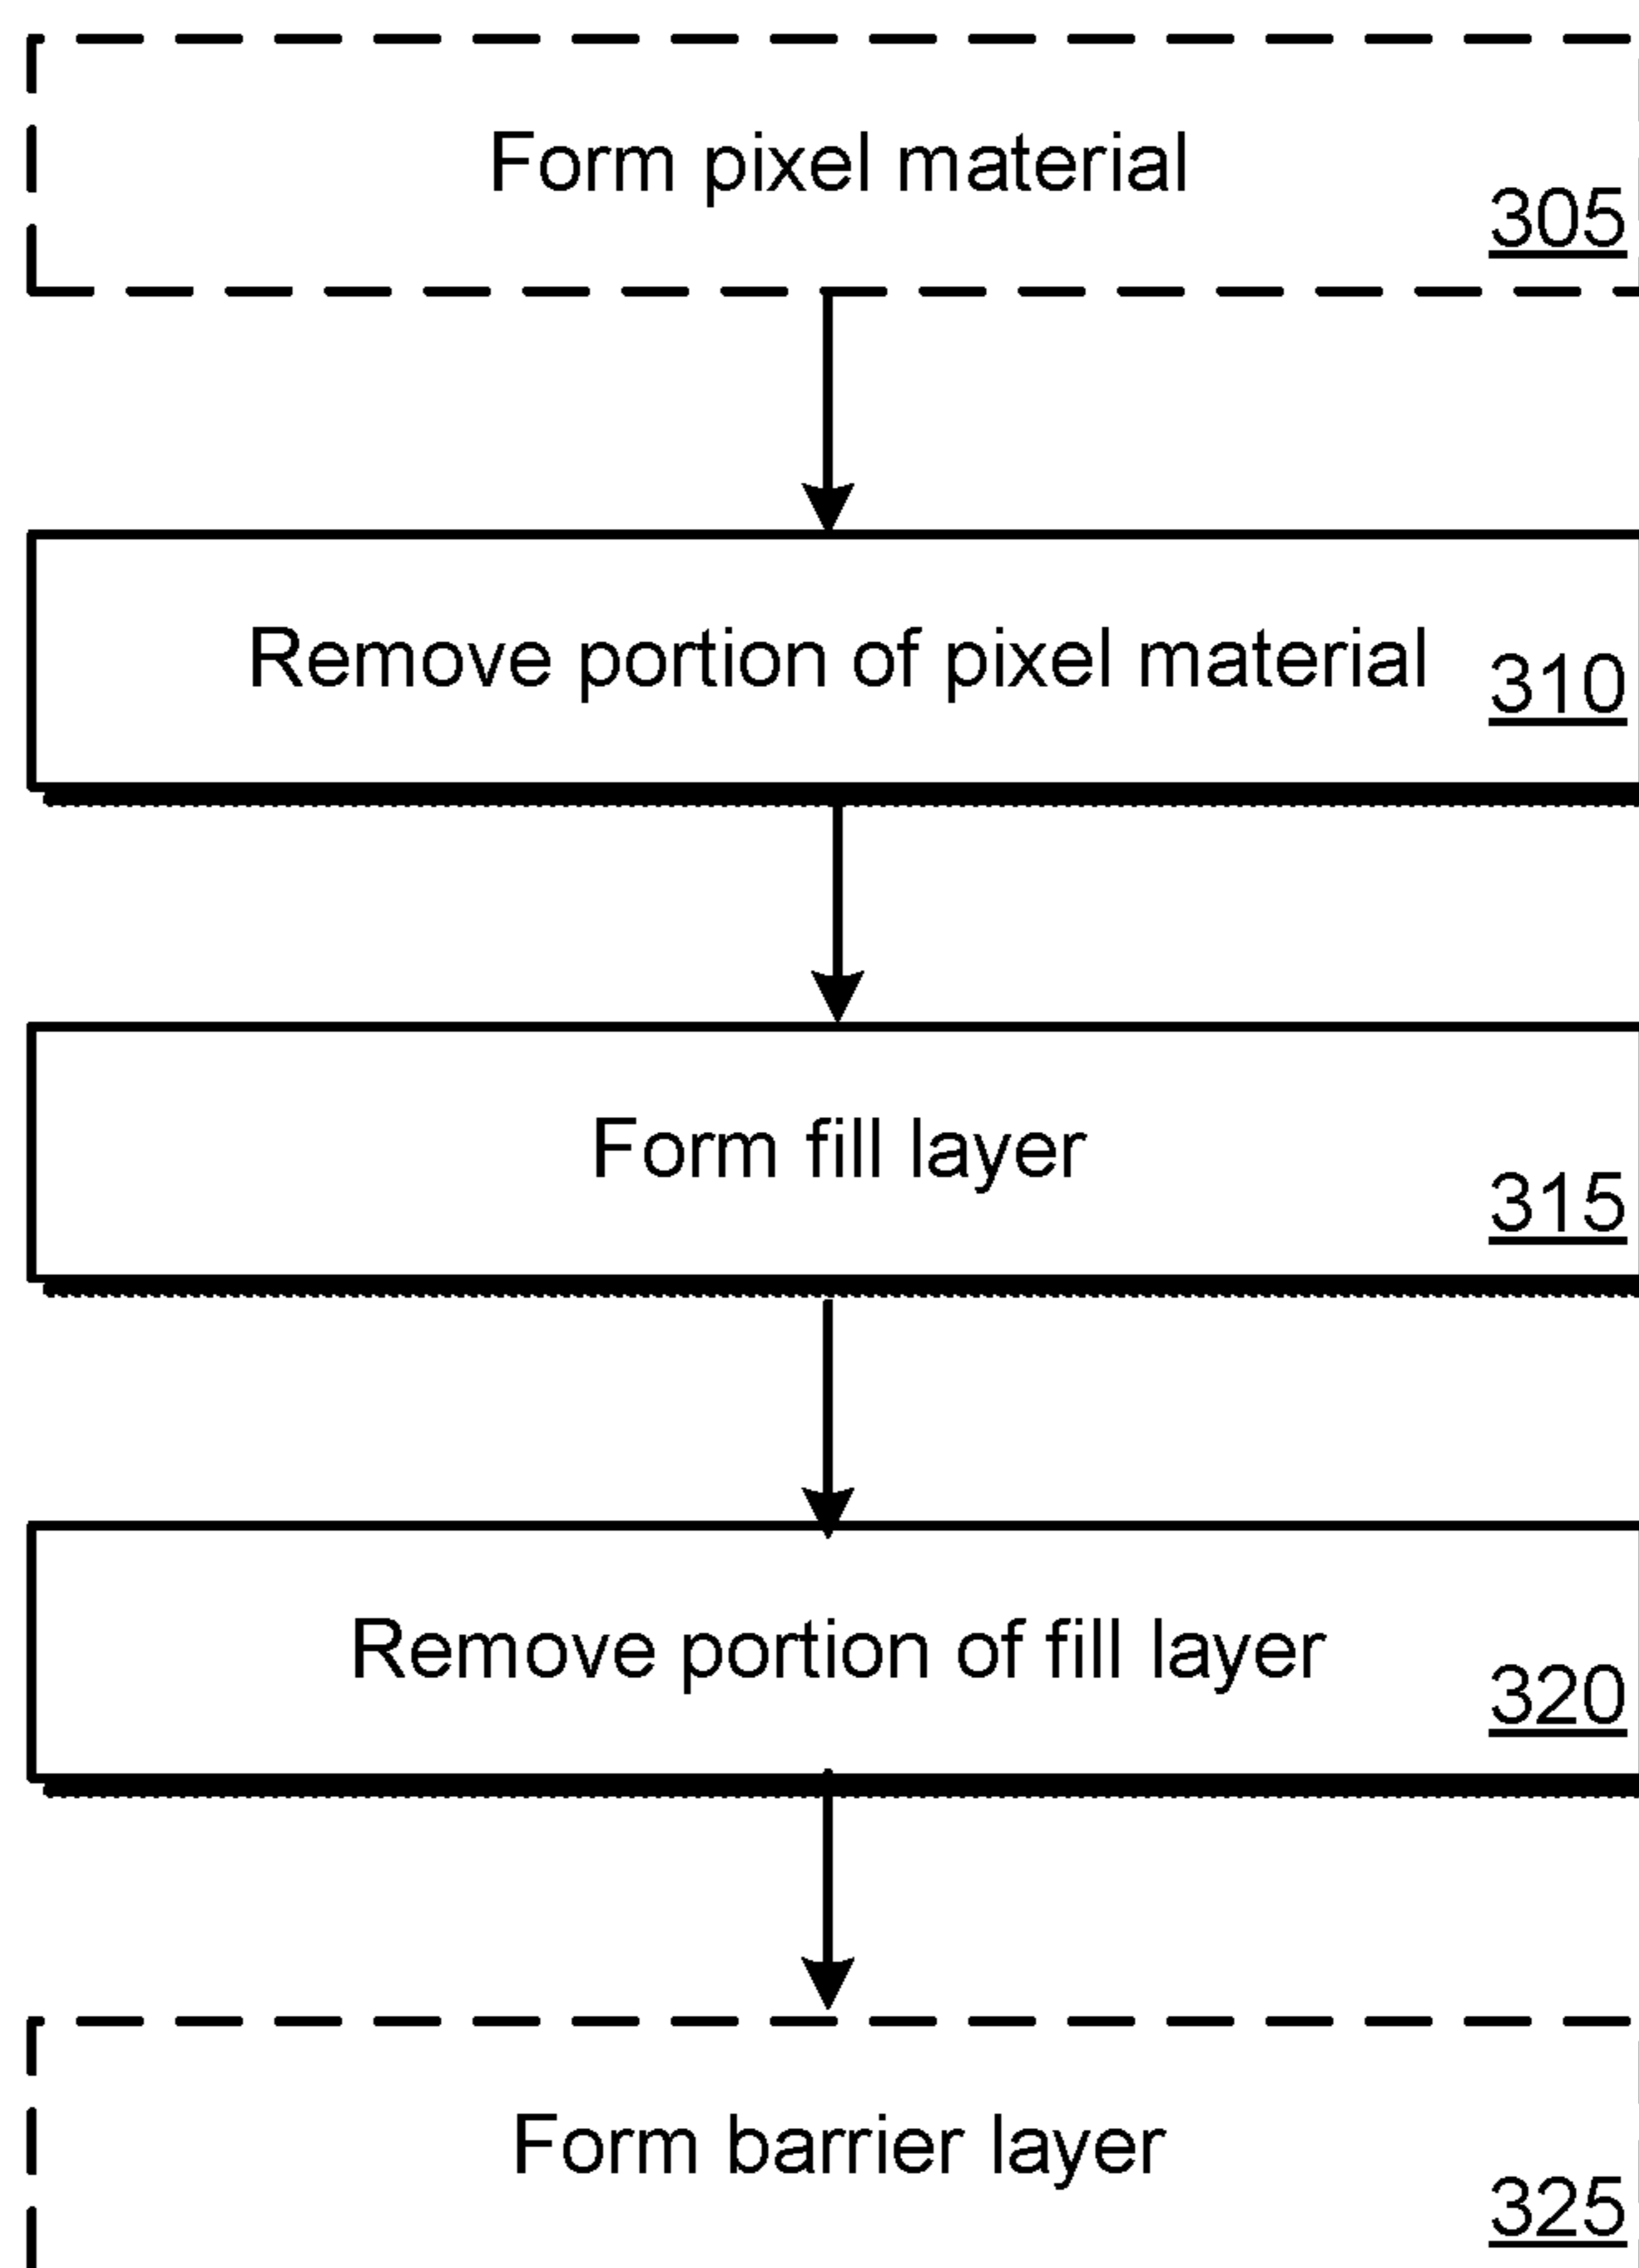 Form pixel material
305
Remove portion of pixel material
310
Form fill layer
315
Remove portion of fill layer
320
Form barrier layer
325